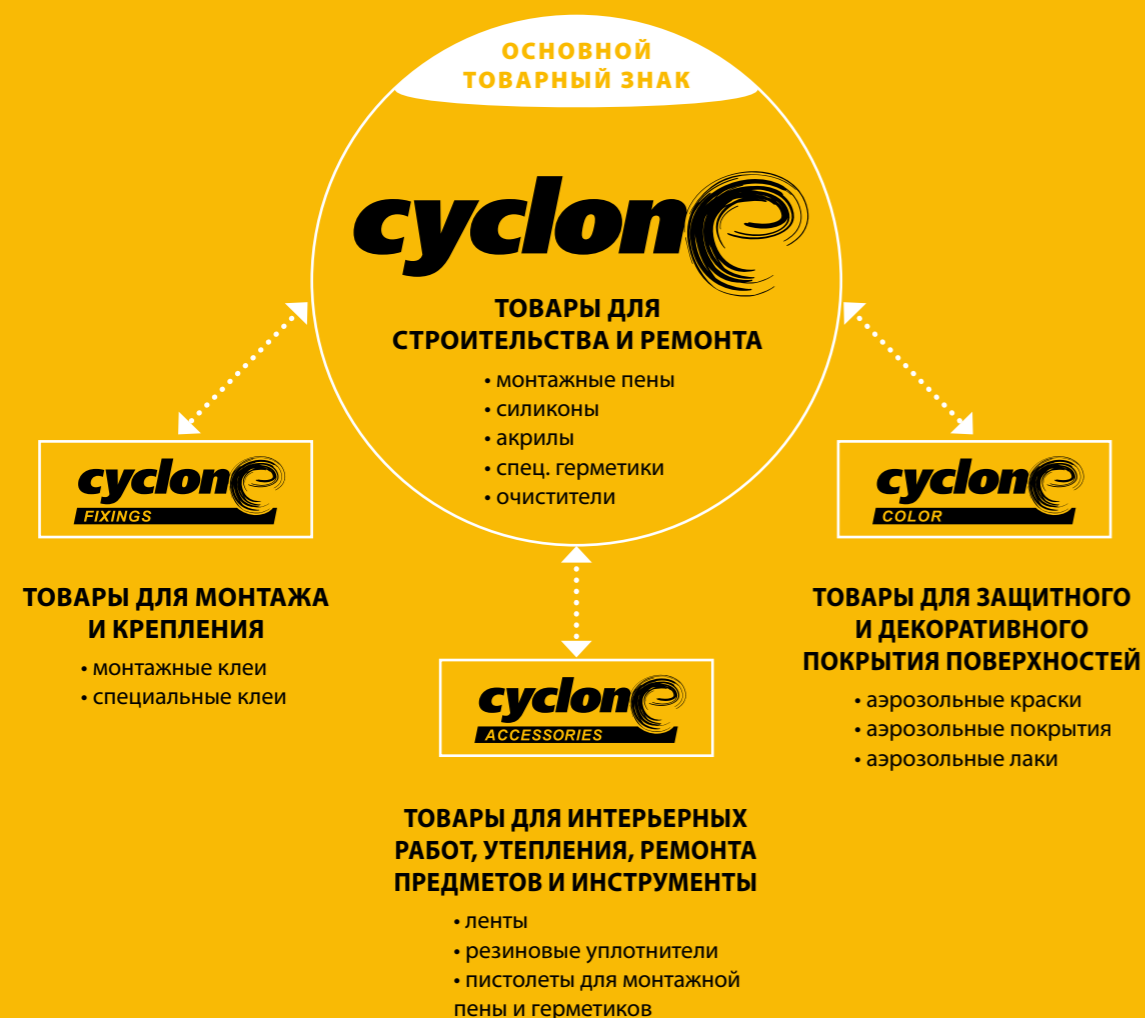 ОСНОВНОЙ
ТОВАРНЫЙ ЗНАК
cyclone
ТОВАРЫ ДЛЯ
СТРОИТЕЛЬСТВА И РЕМОНТА
• монтажные пены
• силиконы
• акрилы
• спец. герметики
• очистители
cyclone
FIXINGS
ТОВАРЫ ДЛЯ МОНТАЖА
И КРЕПЛЕНИЯ
• монтажные клеи
• специальные клеи
cyclone
ACCESSORIES
ТОВАРЫ ДЛЯ ИНТЕРЬЕРНЫХ
РАБОТ, УТЕПЛЕНИЯ, РЕМОНТА
ПРЕДМЕТОВ И ИНСТРУМЕНТЫ
• ленты
• резиновые уплотнители
• пистолеты для монтажной
пены и герметиков
cyclone
COLOR
ТОВАРЫ ДЛЯ ЗАЩИТНОГО
И ДЕКОРАТИВНОГО
ПОКРЫТИЯ ПОВЕРХНОСТЕЙ
• аэрозольные краски
• аэрозольные покрытия
• аэрозольные лаки